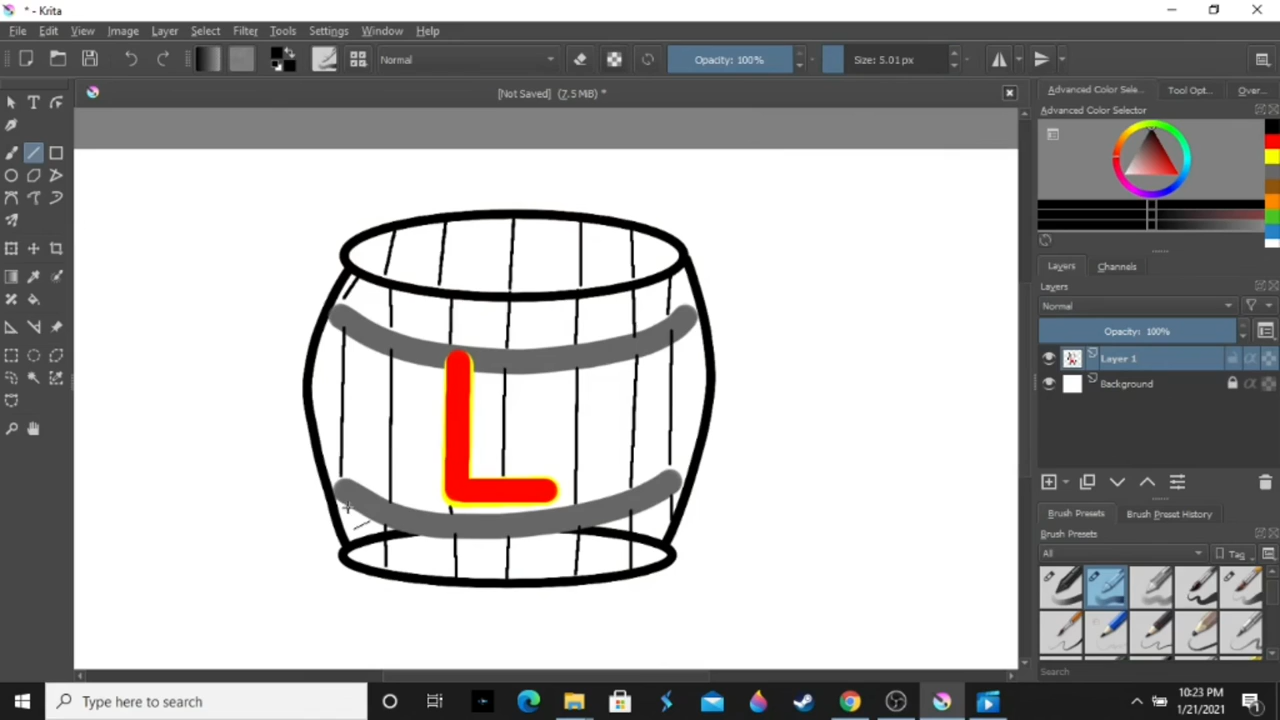 * - Krita
File Edit View Image Layer Select Filter Settings Tools Window Help
Normal Opacity: 100% Size: 5.01 px
[Not Saved] (7.5 MiB) *
Advanced Color Sele... Tool Opt... Over...
Advanced Color Selector
L
Layers Channels
Layers
Normal
Opacity: 100%
Layer 1
Background
Brush Presets Brush Preset History
Brush Presets
All Tag
Search
Type here to search
10:23 PM
1/21/2021
1